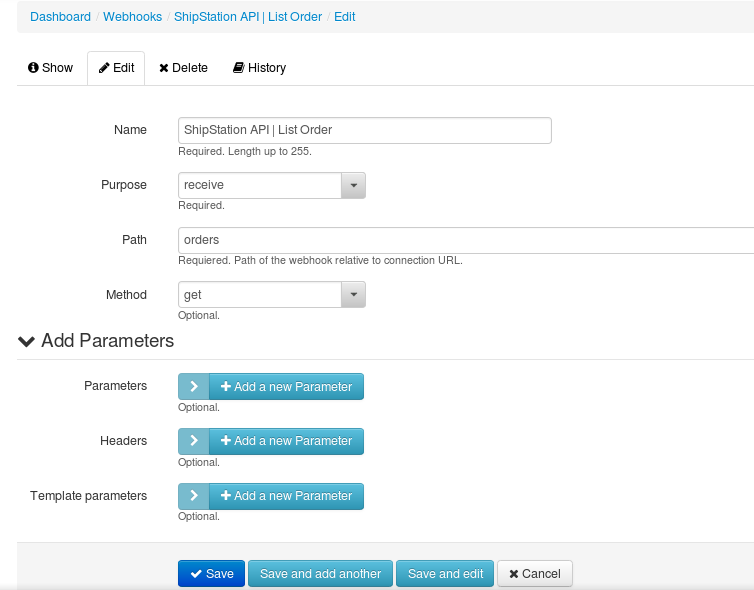 Dashboard / Webhooks / ShipStation API | List Order / Edit
Show Edit Delete History
Name ShipStation API | List Order
Required. Length up to 255.
Purpose receive
Required.
Path orders
Requiered. Path of the webhook relative to connection URL.
Method get
Optional.
Add Parameters
Parameters Add a new Parameter
Optional.
Headers Add a new Parameter
Optional.
Template parameters Add a new Parameter
Optional.
Save Save and add another Save and edit Cancel